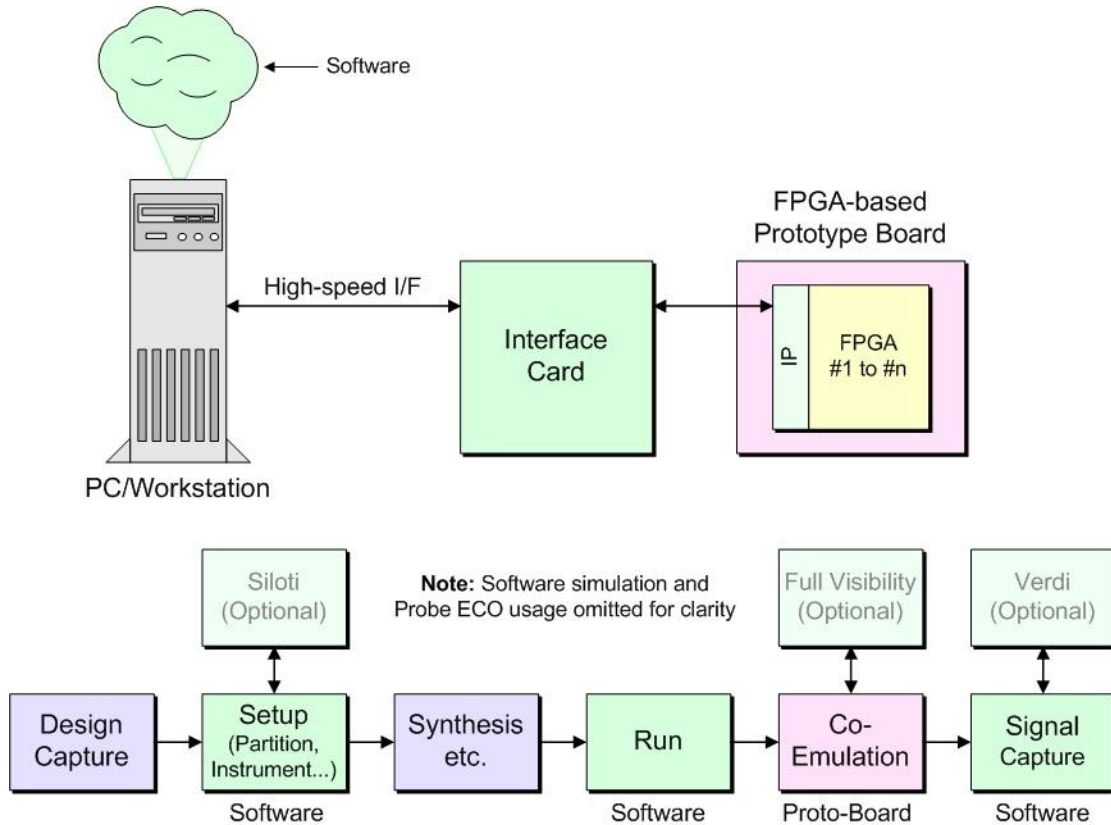 Software
FPGA-based
Prototype Board
High-speed I/F
Interface
Card
IP
FPGA
#1 to #n
PC/Workstation
Siloti
(Optional)
Note: Software simulation and
Probe ECO usage omitted for clarity
Full Visibility
(Optional)
Verdi
(Optional)
Design
Capture
Setup
(Partition,
Instrument...)
Synthesis
etc.
Run
Co-
Emulation
Signal
Capture
Software
Software
Proto-Board
Software